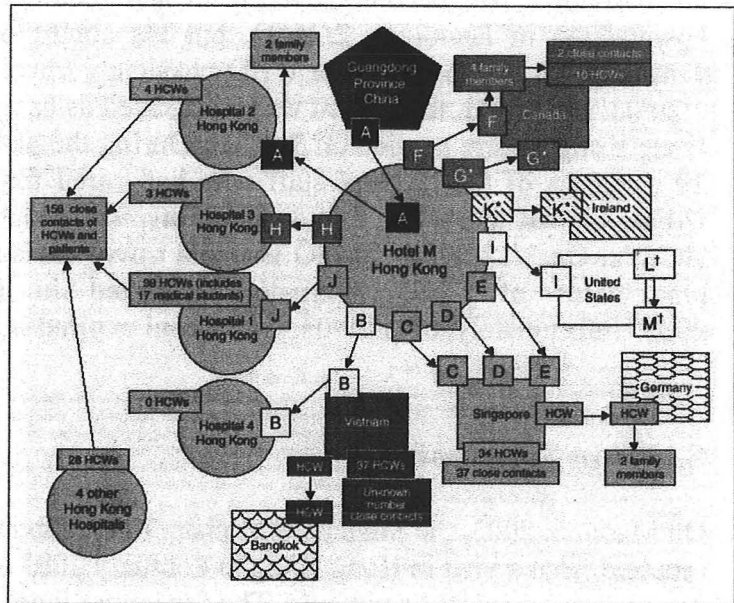 2 family
members
Guangdong
Province
China
4 family
members
2 close contacts
10 HCWs
4 HCWs
Hospital 2
Hong Kong
A
A
F
F
Canada
G*
G*
3 HCWs
Hospital 3
Hong Kong
H
H
A
Hotel M
Hong Kong
K*
K*
Ireland
156 close
contacts of
HCWs and
patients
99 HCWs (includes
17 medical students)
Hospital 1
Hong Kong
J
J
I
I
E
United
States
L†
M†
B
C
D
B
C
D
E
0 HCWs
Hospital 4
Hong Kong
B
Vietnam
Singapore
HCW
HCW
Germany
34 HCWs
37 close contacts
2 family
members
28 HCWs
4 other
Hong Kong
Hospitals
HCW
37 HCWs
HCW
Unknown
number
close contacts
Bangkok